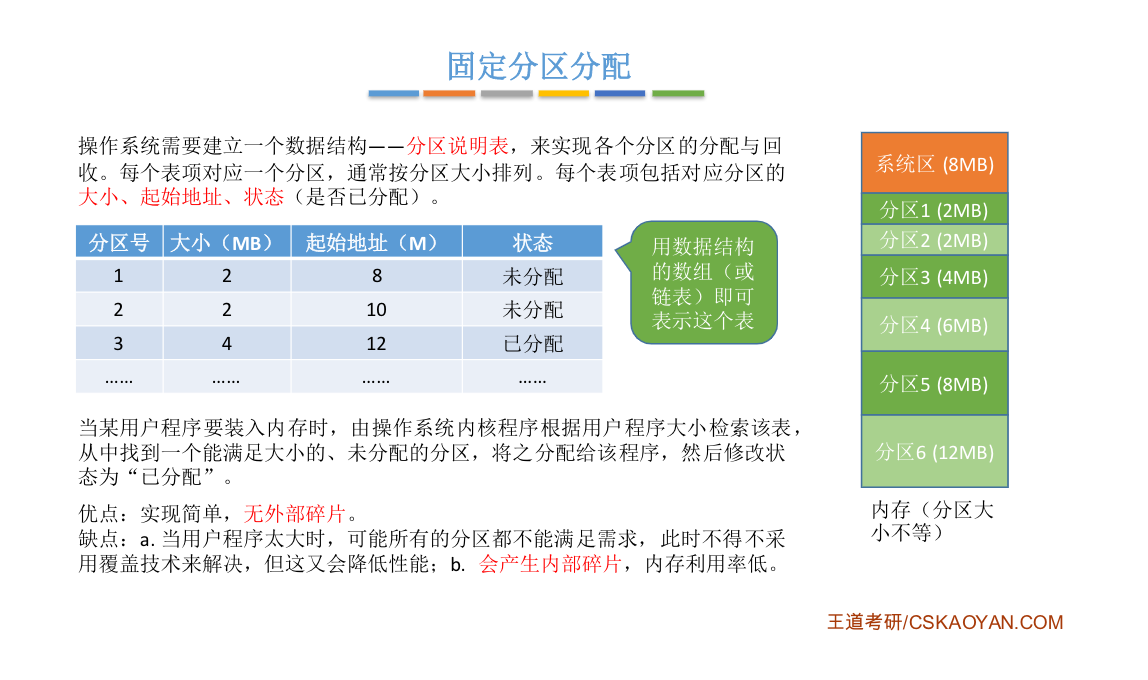 固定分区分配
操作系统需要建立一个数据结构——分区说明表，来实现各个分区的分配与回
收。每个表项对应一个分区，通常按分区大小排列。每个表项包括对应分区的
大小、起始地址、状态（是否已分配）。
分区号 大小（MB） 起始地址（M） 状态
1 2 8 未分配
2 2 10 未分配
3 4 12 已分配
…… …… …… ……
用数据结构
的数组（或
链表）即可
表示这个表
当某用户程序要装入内存时，由操作系统内核程序根据用户程序大小检索该表，
从中找到一个能满足大小的、未分配的分区，将之分配给该程序，然后修改状
态为“已分配”。
优点：实现简单，无外部碎片。
缺点：a. 当用户程序太大时，可能所有的分区都不能满足需求，此时不得不采
用覆盖技术来解决，但这又会降低性能；b. 会产生内部碎片，内存利用率低。
系统区 (8MB)
分区1 (2MB)
分区2 (2MB)
分区3 (4MB)
分区4 (6MB)
分区5 (8MB)
分区6 (12MB)
内存（分区大
小不等）
王道考研/CSKAOYAN.COM